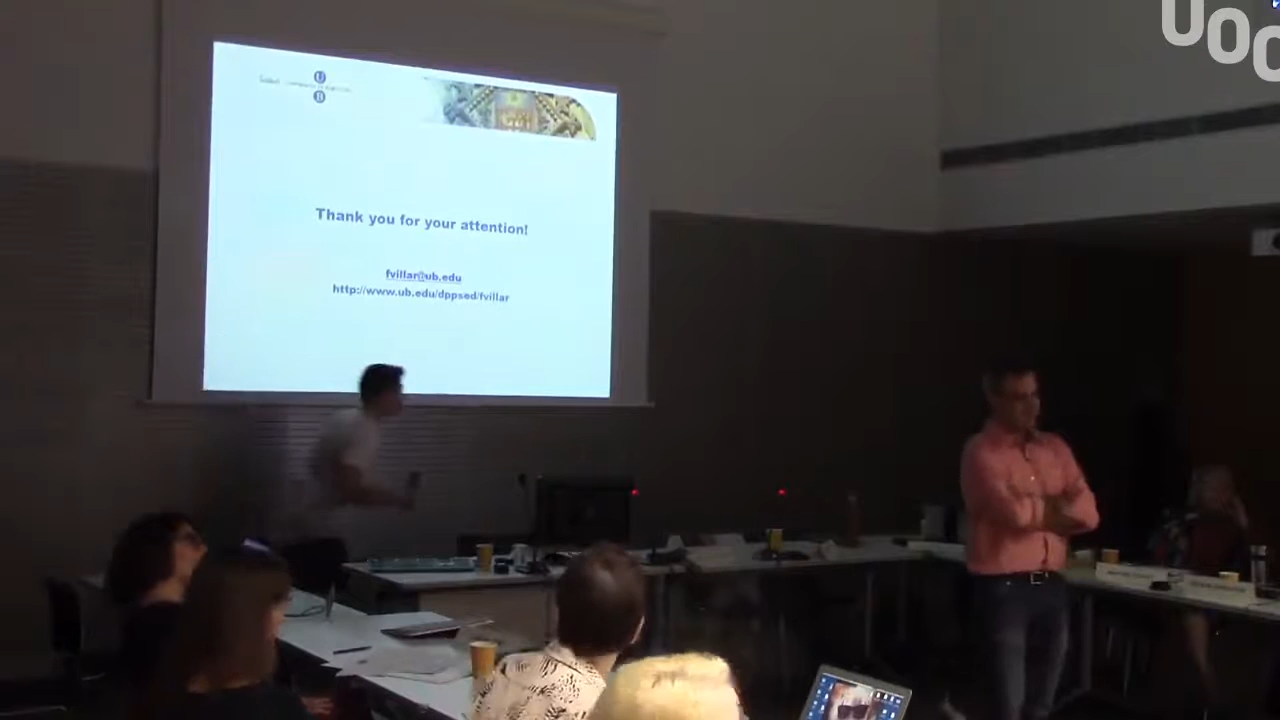 UOC
U
B
Thank you for your attention!
fvillar@ub.edu
http://www.ub.edu/dppsed/fvillar